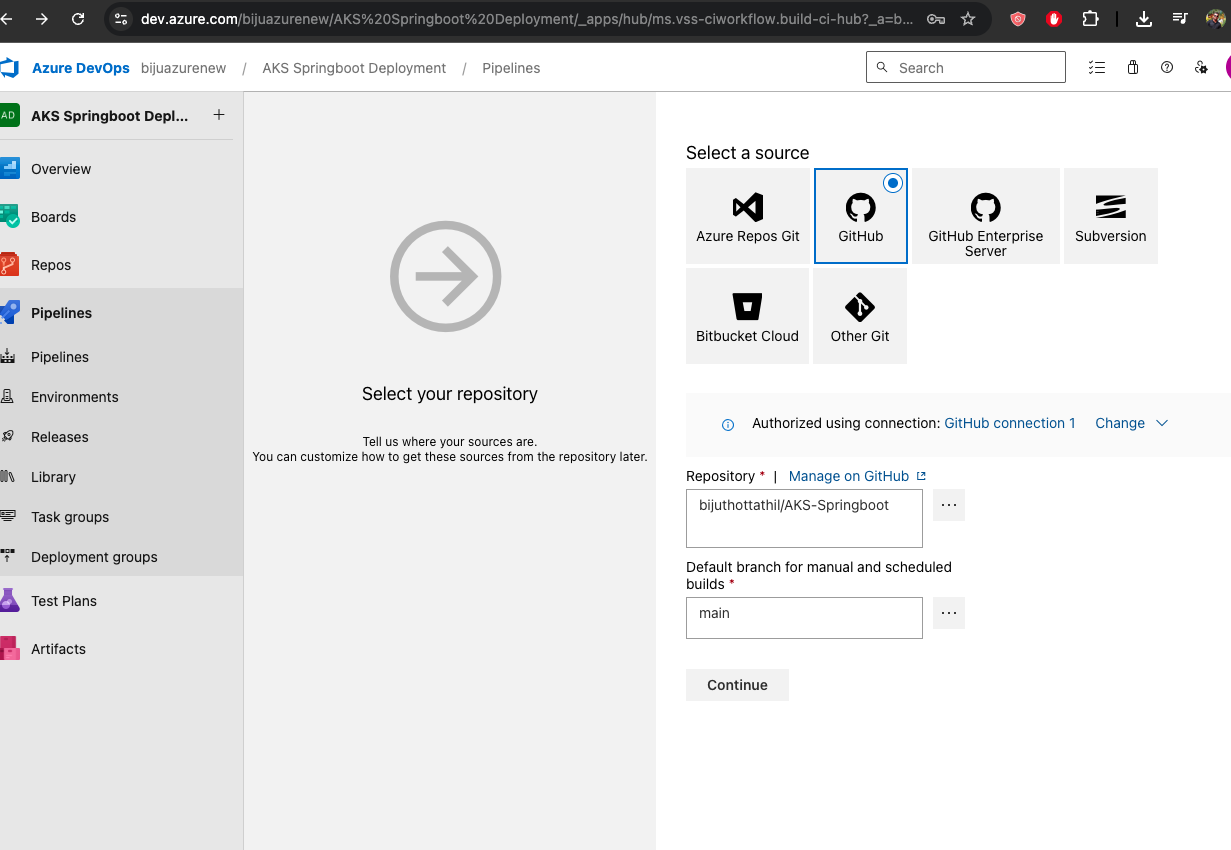 dev.azure.com/bijuazurenew/AKS%20Springboot%20Deployment/_apps/hub/ms.vss-ciworkflow.build-ci-hub?_a=b...
Azure DevOps bijuazurenew / AKS Springboot Deployment / Pipelines
Search
AD AKS Springboot Depl... +
Overview
Boards
Repos
Pipelines
Pipelines
Environments
Releases
Library
Task groups
Deployment groups
Test Plans
Artifacts
Select your repository
Tell us where your sources are.
You can customize how to get these sources from the repository later.
Select a source
Azure Repos Git
GitHub
GitHub Enterprise
Server
Subversion
Bitbucket Cloud
Other Git
Authorized using connection: GitHub connection 1 Change
Repository * | Manage on GitHub
bijuthottathil/AKS-Springboot
...
Default branch for manual and scheduled
builds *
main
...
Continue